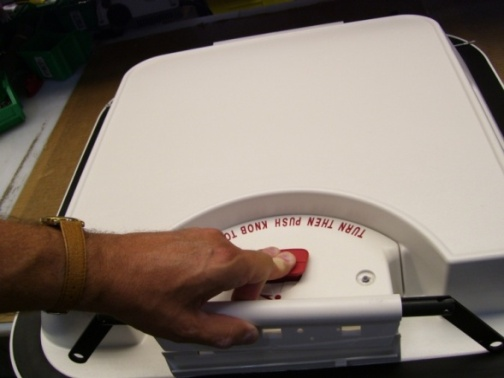 TURN THEN PUSH KNOB TO